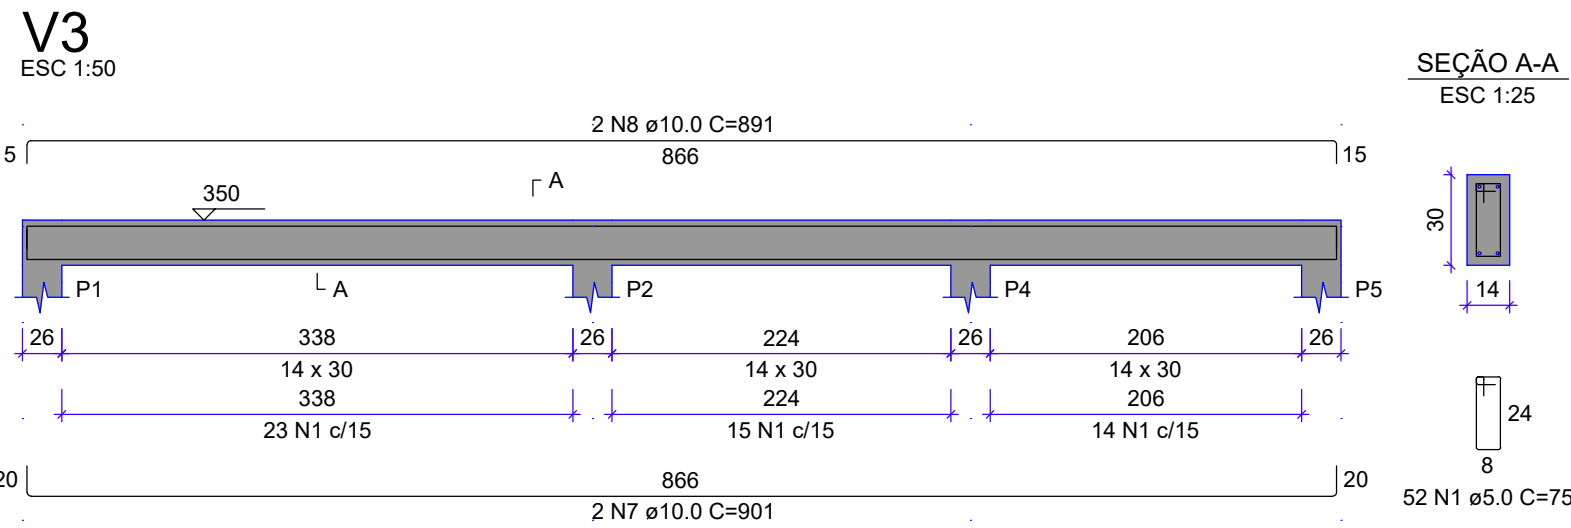 V3
ESC 1:50
SEÇÃO A-A
ESC 1:25
2 N8 ø10.0 C=891
5 866 15
A
350
30
A P1 P2 P4 P5
14
26 338 26 224 26 206 26
14 x 30 14 x 30 14 x 30
338 224 206
23 N1 c/15 15 N1 c/15 14 N1 c/15
24
8
20 866 20
52 N1 ø5.0 C=75
2 N7 ø10.0 C=901